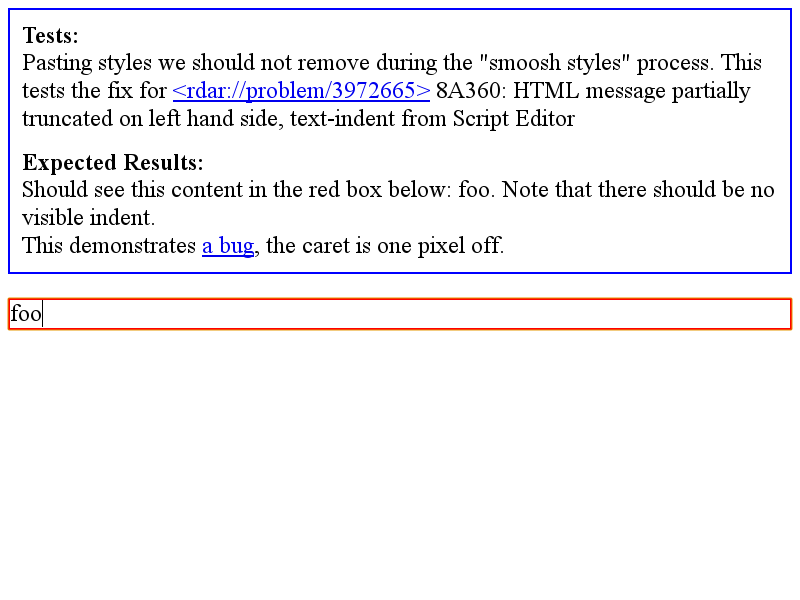 Tests:
Pasting styles we should not remove during the "smoosh styles" process. This
tests the fix for <rdar://problem/3972665> 8A360: HTML message partially
truncated on left hand side, text-indent from Script Editor
Expected Results:
Should see this content in the red box below: foo. Note that there should be no
visible indent.
This demonstrates a bug, the caret is one pixel off.
foo